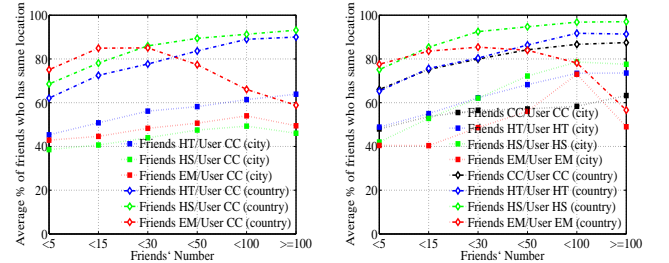 Average % of friends who has same location
100
80
60
40
20
0
Friends HT/User CC (city)
Friends HS/User CC (city)
Friends EM/User CC (city)
Friends HT/User CC (country)
Friends HS/User CC (country)
Friends EM/User CC (country)
<5 <15 <30 <50 <100 >=100
Friends‘ Number
Average % of friends who has same location
100
80
60
40
20
0
Friends CC/User CC (city)
Friends HT/User HT (city)
Friends HS/User HS (city)
Friends EM/User EM (city)
Friends CC/User CC (country)
Friends HT/User HT (country)
Friends HS/User HS (country)
Friends EM/User EM (country)
<5 <15 <30 <50 <100 >=100
Friends‘ Number